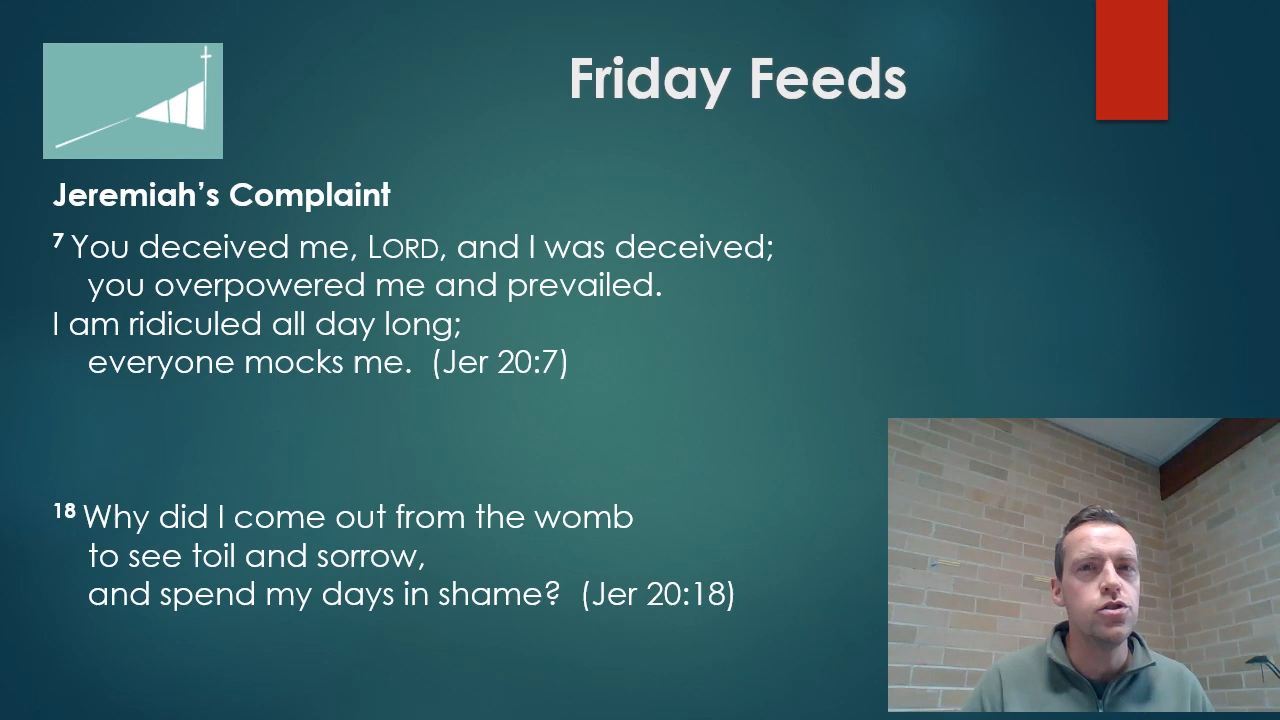 Friday Feeds
Jeremiah’s Complaint
7 You deceived me, LORD, and I was deceived;
you overpowered me and prevailed.
I am ridiculed all day long;
everyone mocks me. (Jer 20:7)
18 Why did I come out from the womb
to see toil and sorrow,
and spend my days in shame? (Jer 20:18)